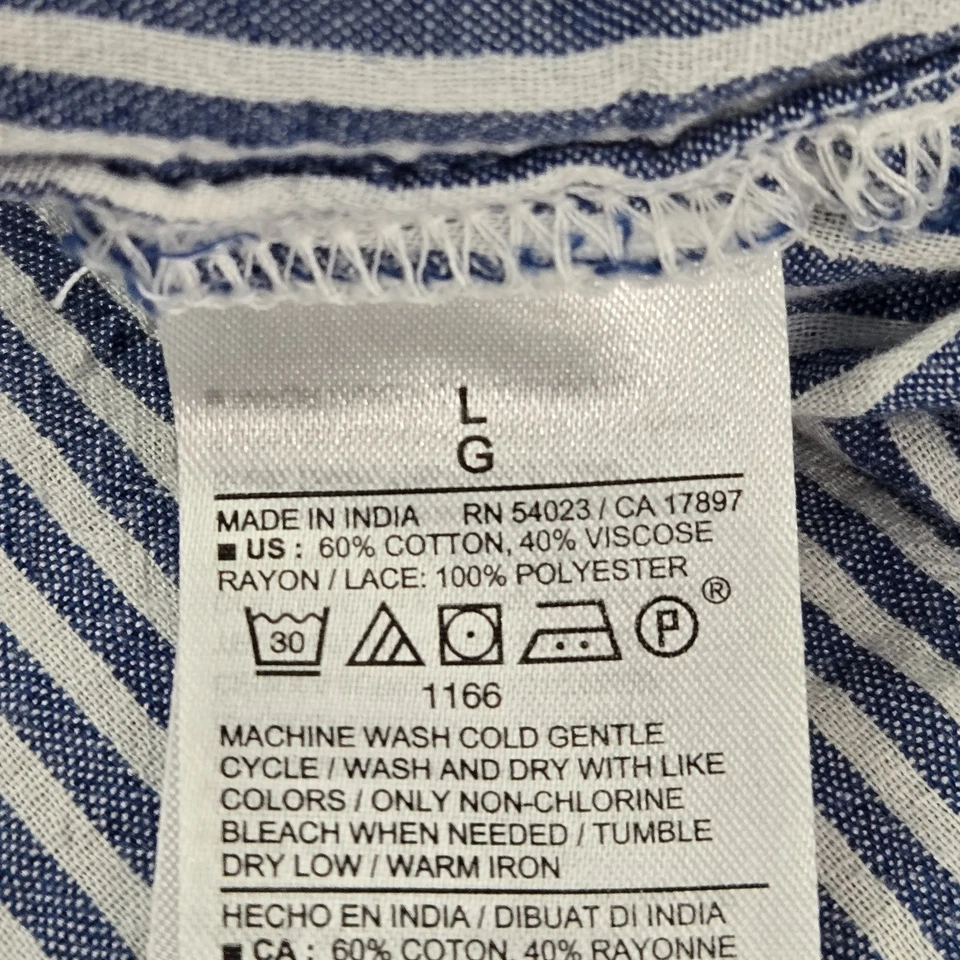 L
G
MADE IN INDIA RN 54023 / CA 17897
■ US : 60% COTTON, 40% VISCOSE
RAYON / LACE: 100% POLYESTER
30 P ®
1166
MACHINE WASH COLD GENTLE
CYCLE / WASH AND DRY WITH LIKE
COLORS / ONLY NON-CHLORINE
BLEACH WHEN NEEDED / TUMBLE
DRY LOW / WARM IRON
HECHO EN INDIA / DIBUAT DI INDIA
■ CA : 60% COTON, 40% RAYONNE